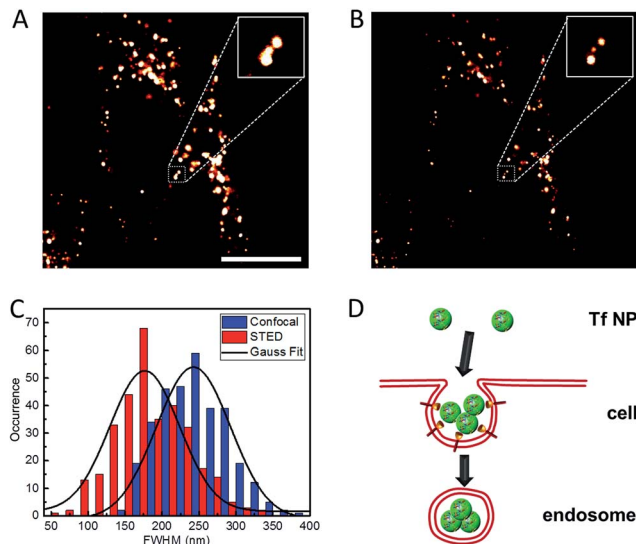 A
B
C
D
70
60
50
40
30
20
10
0
Occurrence
Confocal
STED
Gauss Fit
50 100 150 200 250 300 350 400
FWHM (nm)
Tf NP
cell
endosome